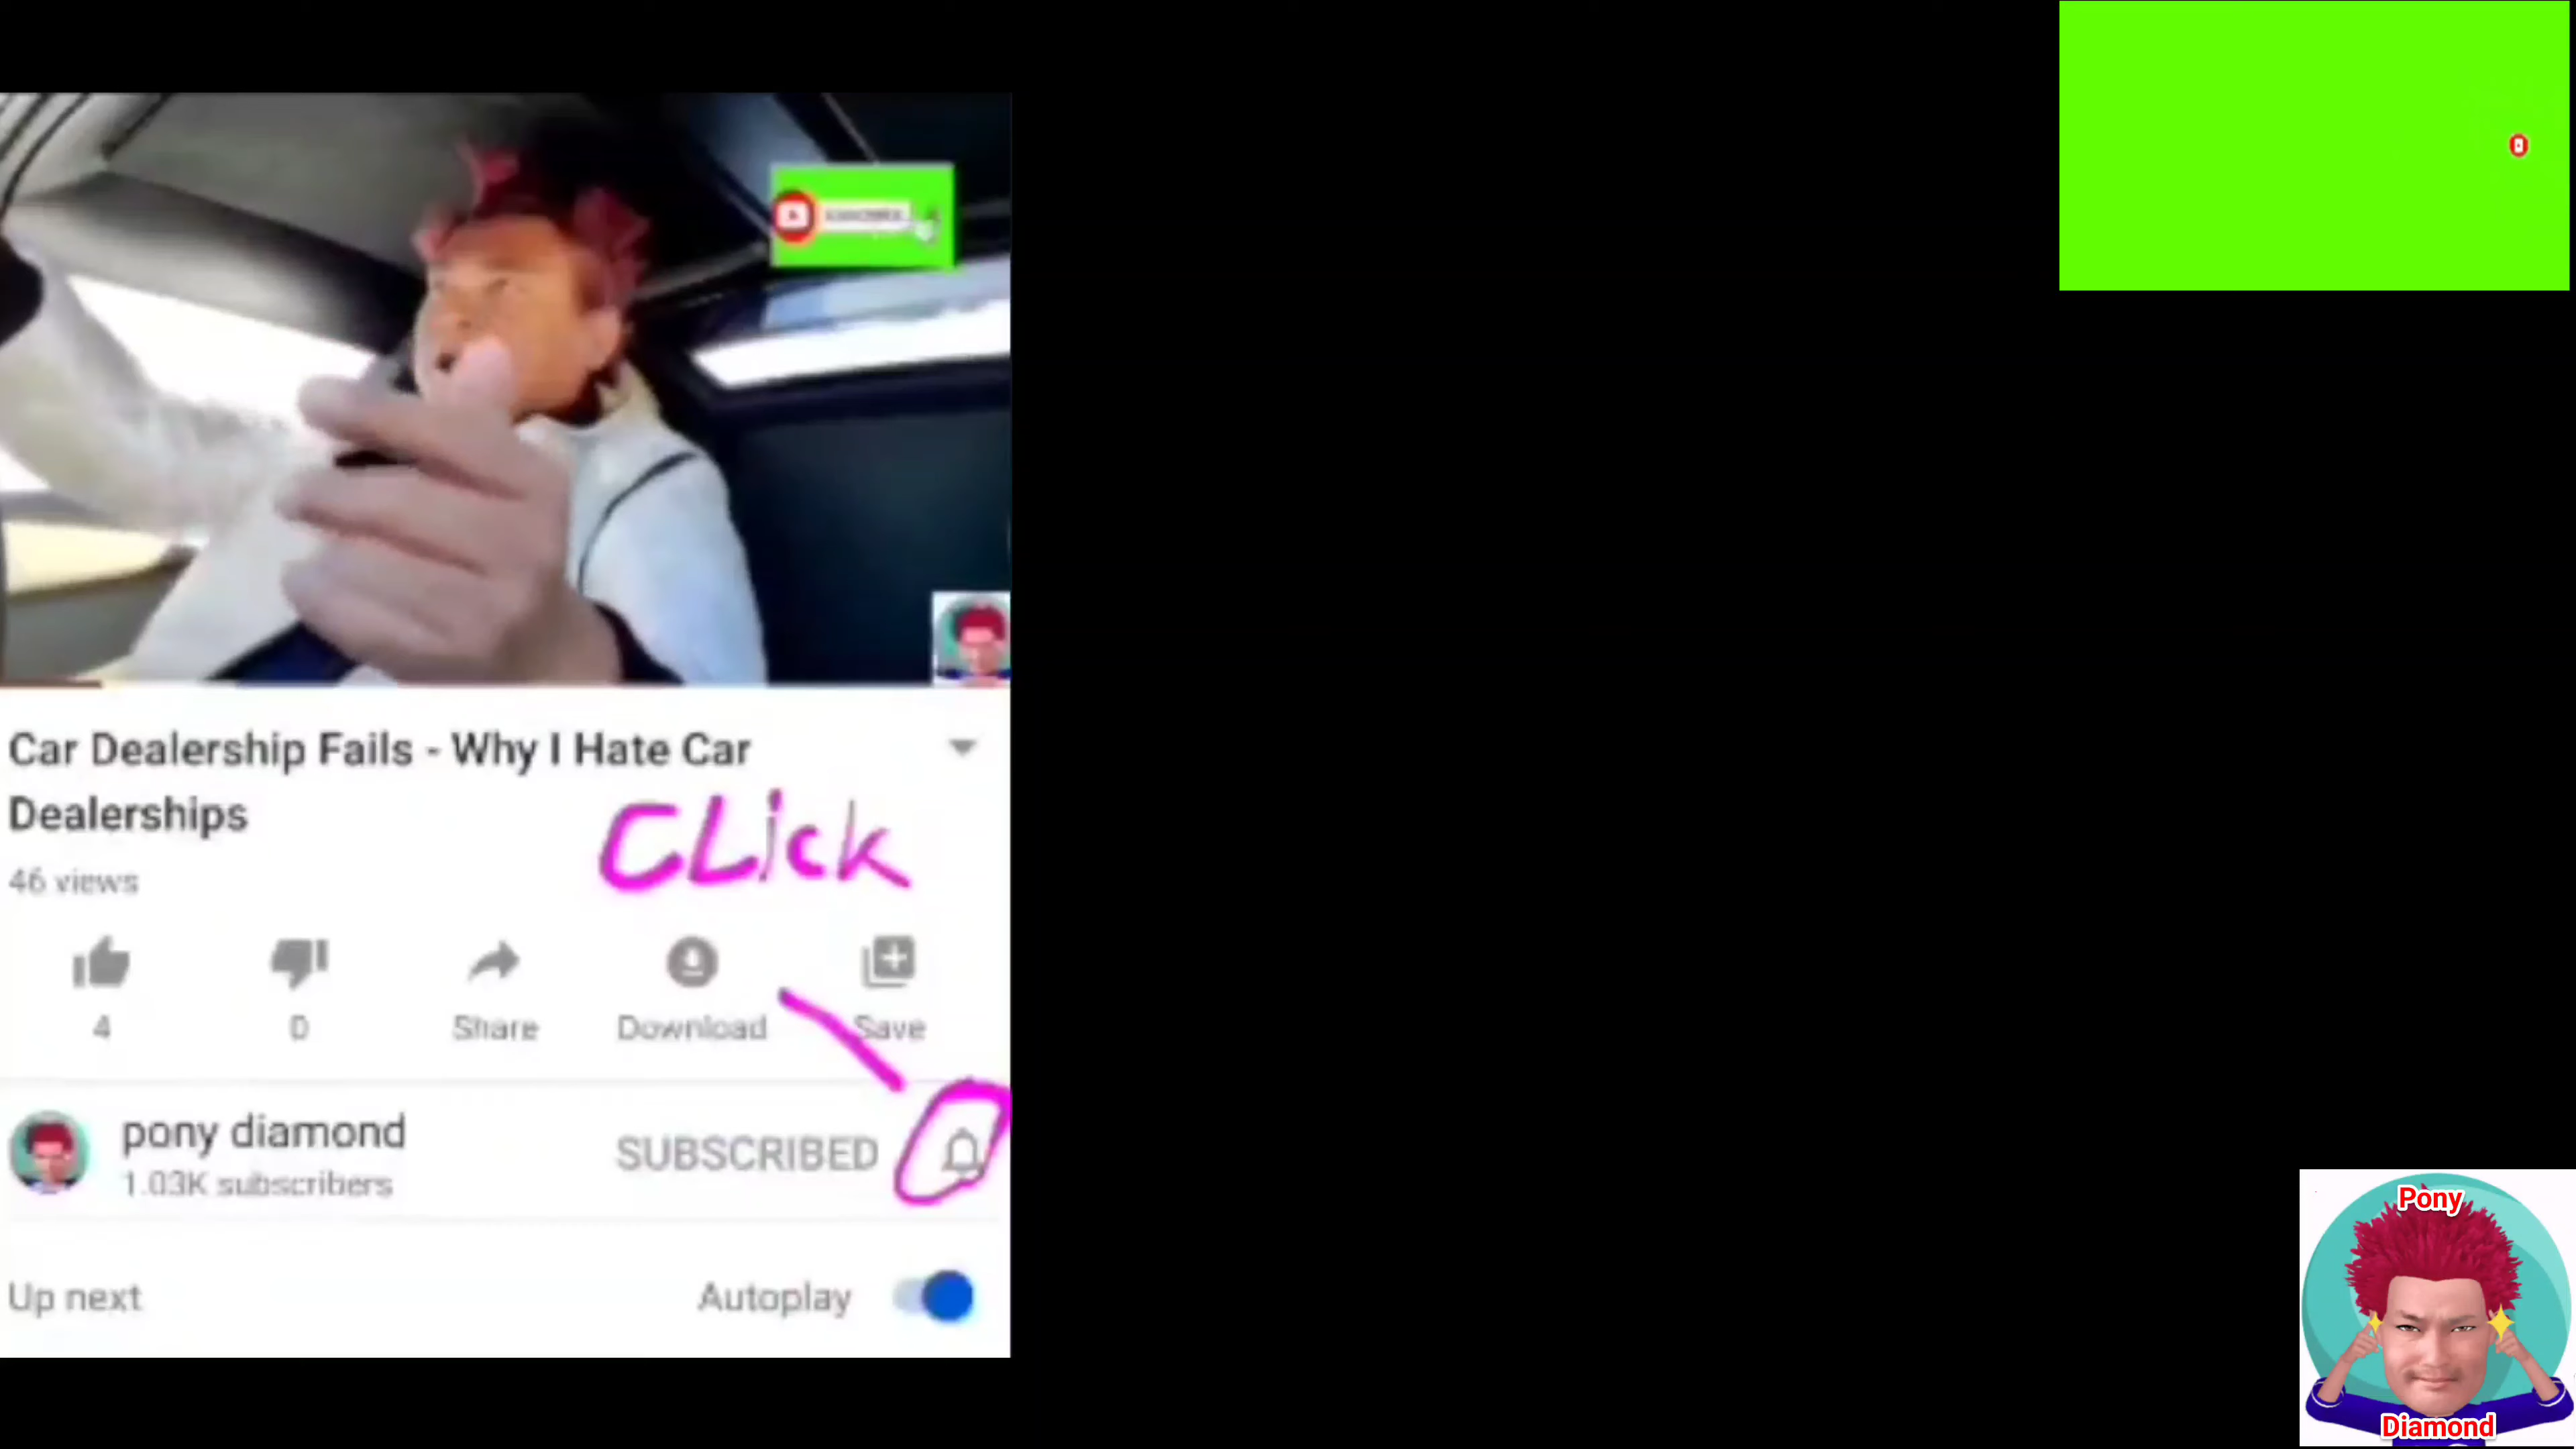 Car Dealership Fails - Why I Hate Car
Dealerships
CLick
46 views
4
0
Share
Download
Save
pony diamond
1.03K subscribers
SUBSCRIBED
Up next
Autoplay
Pony
Diamond